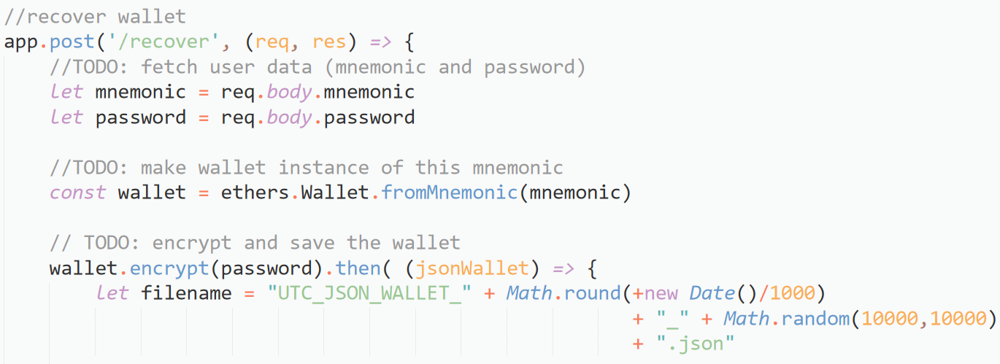 //recover wallet
app.post('/recover', (req, res) => {
//TODO: fetch user data (mnemonic and password)
let mnemonic = req.body.mnemonic
let password = req.body.password
//TODO: make wallet instance of this mnemonic
const wallet = ethers.Wallet.fromMnemonic(mnemonic)
// TODO: encrypt and save the wallet
wallet.encrypt(password).then( (jsonWallet) => {
let filename = "UTC_JSON_WALLET_" + Math.round(+new Date()/1000)
+ "_" + Math.random(10000,10000)
+ ".json"